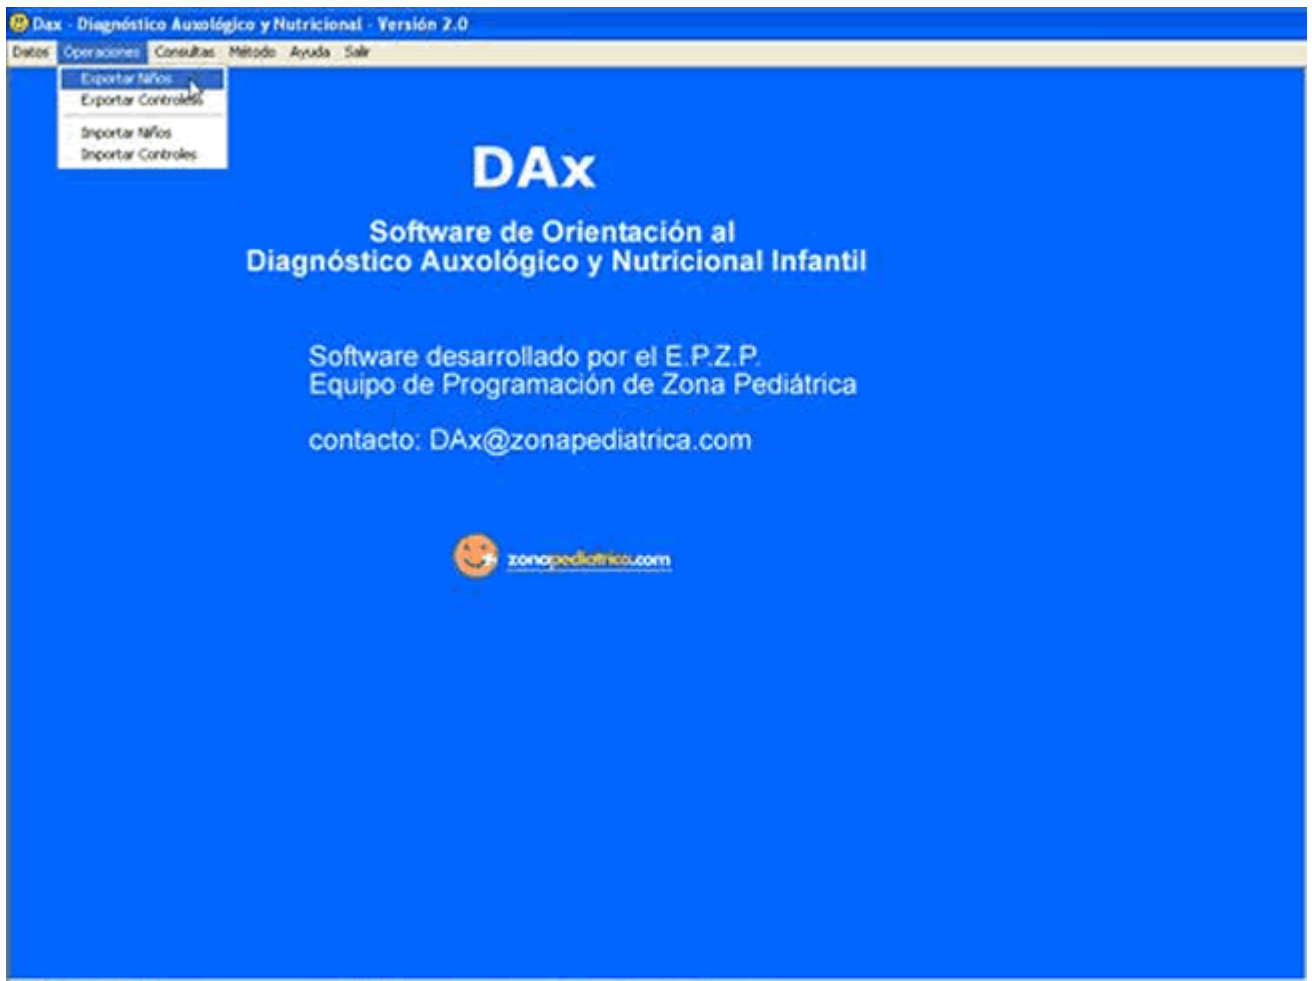 Dax - Diagnóstico Auxológico y Nutricional - Versión 2.0
Datos Operaciones Consultas Método Ayuda Salir
Exportar Niños
Exportar Controles
Importar Niños
Importar Controles
DAx
Software de Orientación al
Diagnóstico Auxológico y Nutricional Infantil
Software desarrollado por el E.P.Z.P.
Equipo de Programación de Zona Pediátrica
contacto: DAx@zonapediatrica.com
zonapediatrica.com